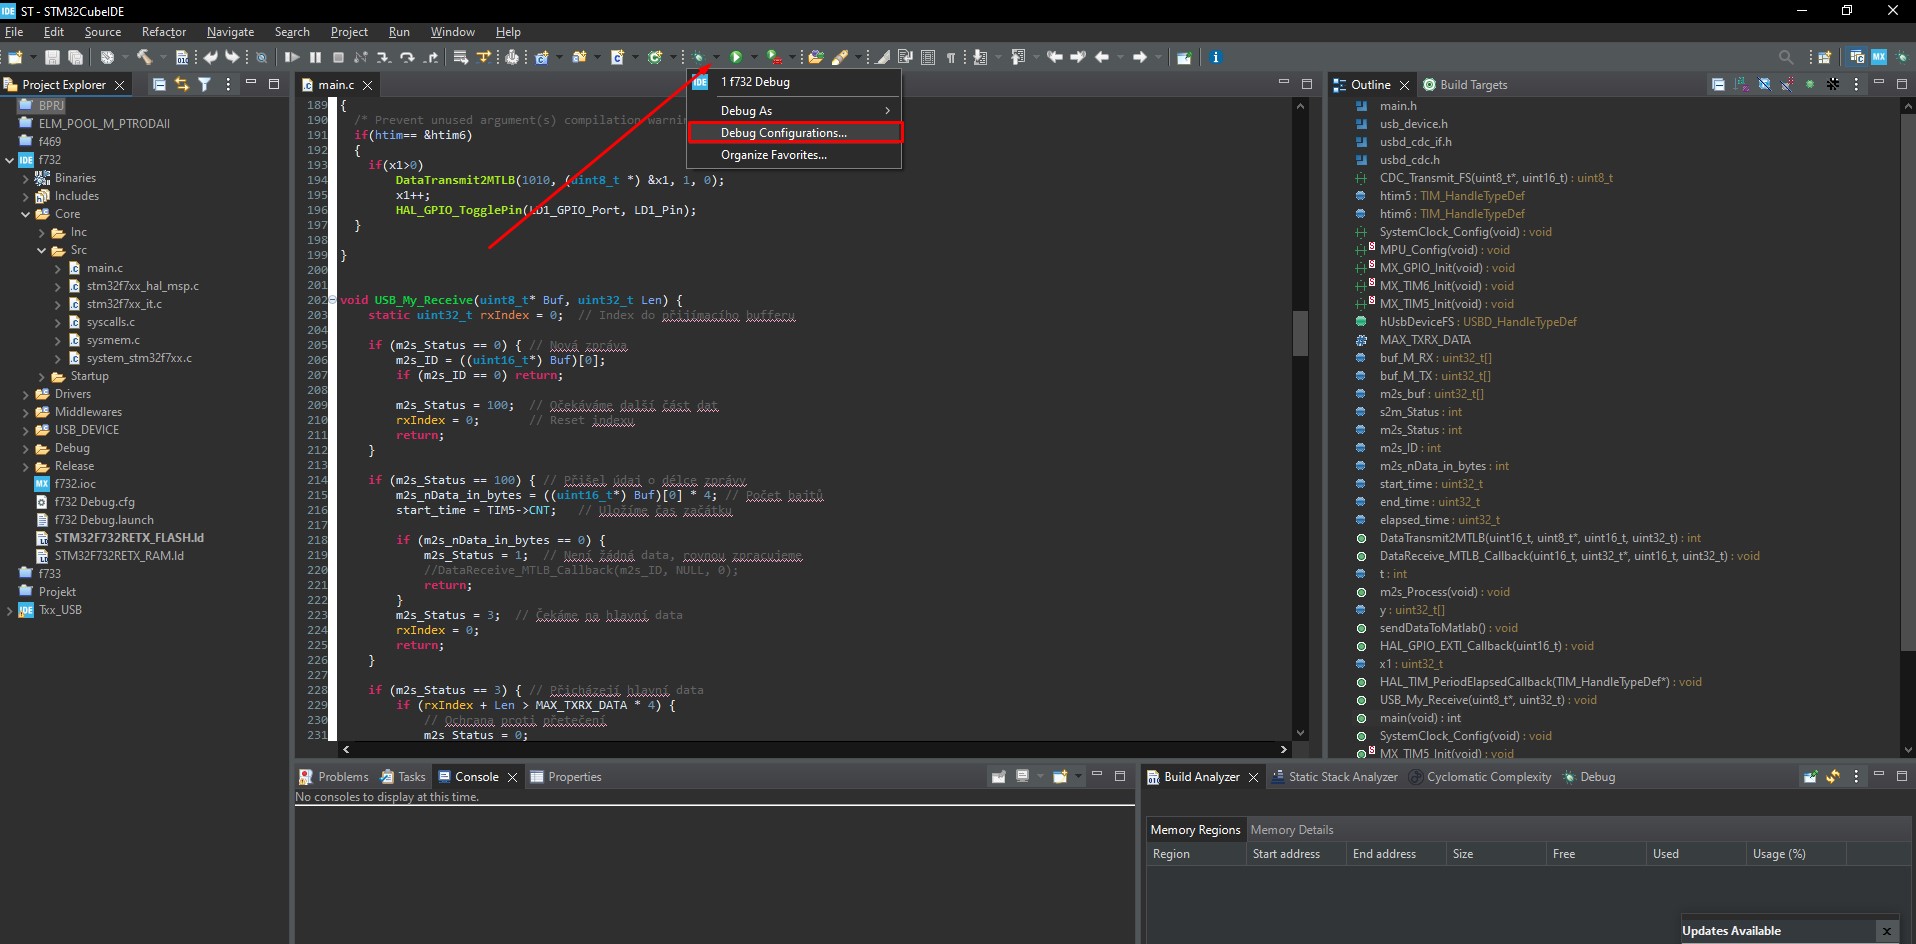 IDE ST - STM32CubeIDE
File Edit Source Refactor Navigate Search Project Run Window Help
Project Explorer
BPRJ
ELM_POOL_M_PTRODAII
f469
IDE f732
Binaries
Includes
Core
Inc
Src
main.c
stm32f7xx_hal_msp.c
stm32f7xx_it.c
syscalls.c
sysmem.c
system_stm32f7xx.c
Startup
Drivers
Middlewares
USB_DEVICE
Debug
Release
MX f732.ioc
f732 Debug.cfg
f732 Debug.launch
STM32F732RETX_FLASH.ld
STM32F732RETX_RAM.ld
f733
Projekt
Txx_USB
main.c
IDE 1 f732 Debug
Debug As
Debug Configurations...
Organize Favorites...
189 {
190 /* Prevent unused argument(s) compilation warnin
191 if(htim== &htim6)
192 {
193 if(x1>0)
194 DataTransmit2MTLB(1010, (uint8_t *) &x1, 1, 0);
195 x1++;
196 HAL_GPIO_TogglePin(LD1_GPIO_Port, LD1_Pin);
197 }
198
199 }
200
201
202 void USB_My_Receive(uint8_t* Buf, uint32_t Len) {
203 static uint32_t rxIndex = 0; // Index do přijímacího bufferu
204
205 if (m2s_Status == 0) { // Nová zpráva
206 m2s_ID = ((uint16_t*) Buf)[0];
207 if (m2s_ID == 0) return;
208
209 m2s_Status = 100; // Očekáváme další část dat
210 rxIndex = 0; // Reset indexu
211 return;
212 }
213
214 if (m2s_Status == 100) { // Přišel údaj o délce zprávy
215 m2s_nData_in_bytes = ((uint16_t*) Buf)[0] * 4; // Počet bajtů
216 start_time = TIM5->CNT; // Uložíme čas začátku
217
218 if (m2s_nData_in_bytes == 0) {
219 m2s_Status = 1; // Není žádná data, rovnou zpracujeme
220 //DataReceive_MTLB_Callback(m2s_ID, NULL, 0);
221 return;
222 }
223 m2s_Status = 3; // Čekáme na hlavní data
224 rxIndex = 0;
225 return;
226 }
227
228 if (m2s_Status == 3) { // Přicházejí hlavní data
229 if (rxIndex + Len > MAX_TXRX_DATA * 4) {
230 // Ochrana proti přetečení
231 m2s_Status = 0;
Outline Build Targets
main.h
usb_device.h
usbd_cdc_if.h
usbd_cdc.h
CDC_Transmit_FS(uint8_t*, uint16_t) : uint8_t
htim5 : TIM_HandleTypeDef
htim6 : TIM_HandleTypeDef
SystemClock_Config(void) : void
MPU_Config(void) : void
MX_GPIO_Init(void) : void
MX_TIM6_Init(void) : void
MX_TIM5_Init(void) : void
hUsbDeviceFS : USBD_HandleTypeDef
MAX_TXRX_DATA
buf_M_RX : uint32_t[]
buf_M_TX : uint32_t[]
m2s_buf : uint32_t[]
s2m_Status : int
m2s_Status : int
m2s_ID : int
m2s_nData_in_bytes : int
start_time : uint32_t
end_time : uint32_t
elapsed_time : uint32_t
DataTransmit2MTLB(uint16_t, uint8_t*, uint16_t, uint32_t) : int
DataReceive_MTLB_Callback(uint16_t, uint32_t*, uint16_t, uint32_t) : void
t : int
m2s_Process(void) : void
y : uint32_t[]
sendDataToMatlab() : void
HAL_GPIO_EXTI_Callback(uint16_t) : void
x1 : uint32_t
HAL_TIM_PeriodElapsedCallback(TIM_HandleTypeDef*) : void
USB_My_Receive(uint8_t*, uint32_t) : void
main(void) : int
SystemClock_Config(void) : void
MX_TIM5_Init(void) : void
Problems Tasks Console Properties
No consoles to display at this time.
Build Analyzer Static Stack Analyzer Cyclomatic Complexity Debug
Memory Regions Memory Details
Region Start address End address Size Free Used Usage (%)
Updates Available